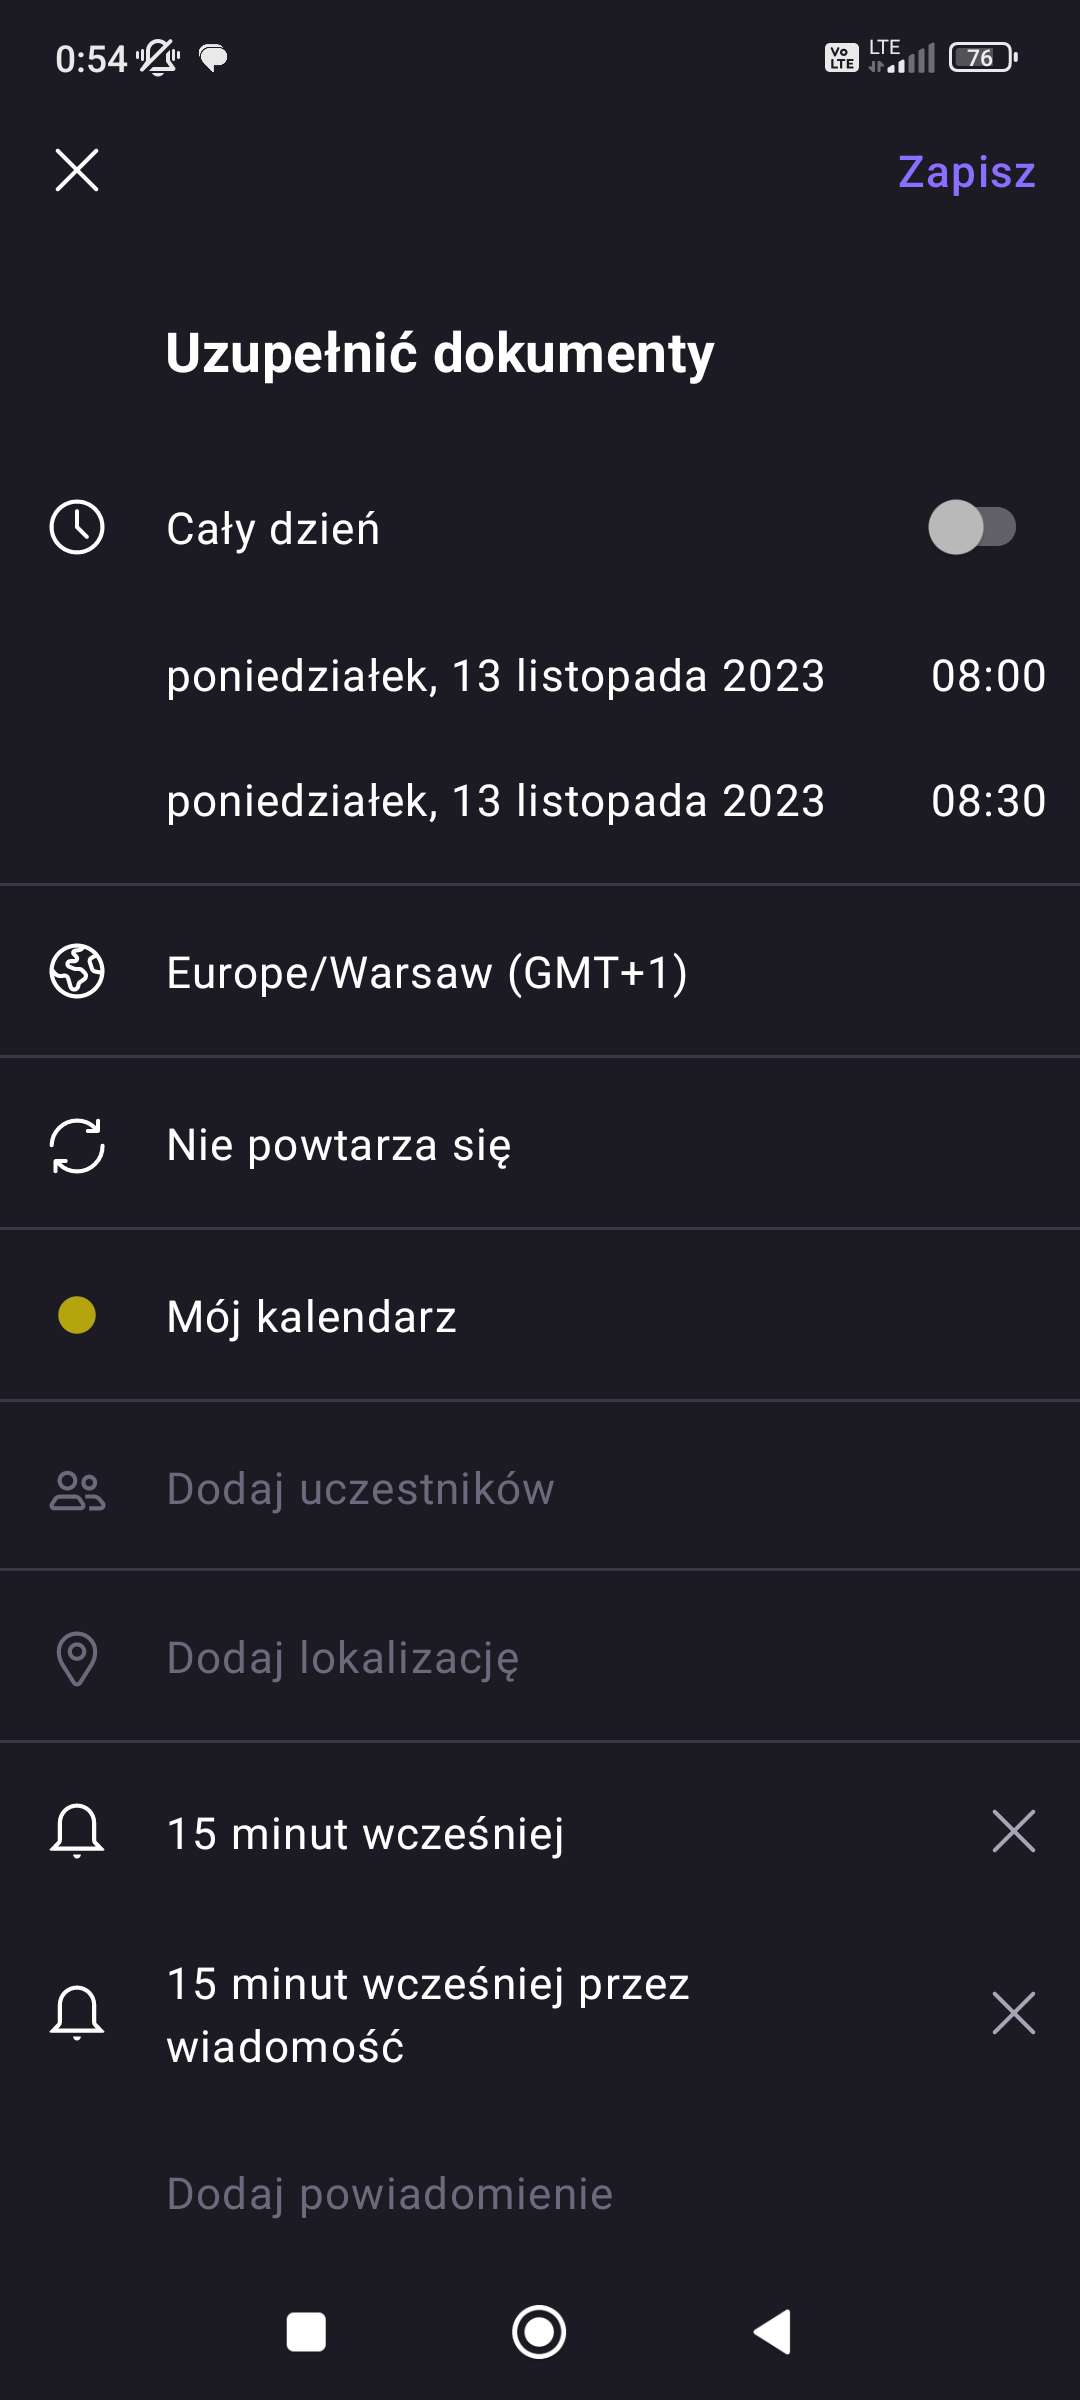 0:54 Vo LTE LTE 76
Zapisz
Uzupełnić dokumenty
Cały dzień
poniedziałek, 13 listopada 2023 08:00
poniedziałek, 13 listopada 2023 08:30
Europe/Warsaw (GMT+1)
Nie powtarza się
Mój kalendarz
Dodaj uczestników
Dodaj lokalizację
15 minut wcześniej
15 minut wcześniej przez
wiadomość
Dodaj powiadomienie